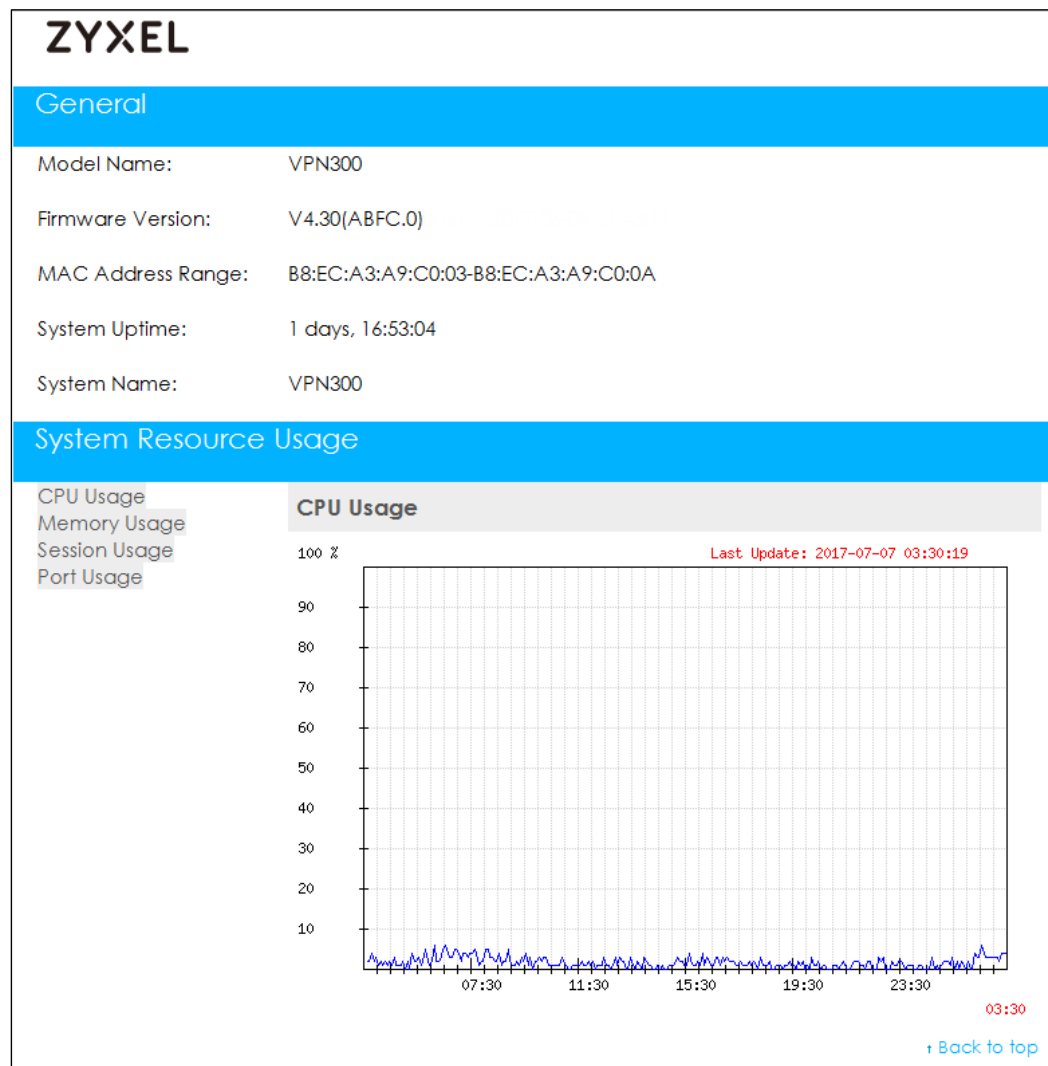 ZYXEL
General
Model Name: VPN300
Firmware Version: V4.30(ABFC.0)
MAC Address Range: B8:EC:A3:A9:C0:03-B8:EC:A3:A9:C0:0A
System Uptime: 1 days, 16:53:04
System Name: VPN300
System Resource Usage
CPU Usage
Memory Usage
Session Usage
Port Usage
CPU Usage
100 %
Last Update: 2017-07-07 03:30:19
90
80
70
60
50
40
30
20
10
07:30 11:30 15:30 19:30 23:30
03:30
↑ Back to top